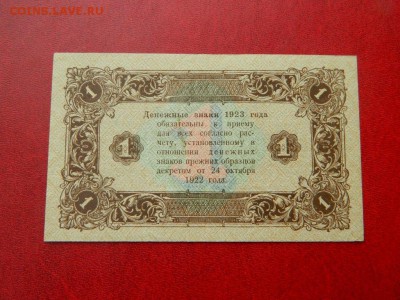 COINS.LAVE.RU
1 1
Денежные знаки 1923 года
обязательны к приему
для всех согласно рас-
чету, установленному в
1 1
отношении денежных
знаков прежних образцов
декретом от 24 октября
1922 года.
1 1